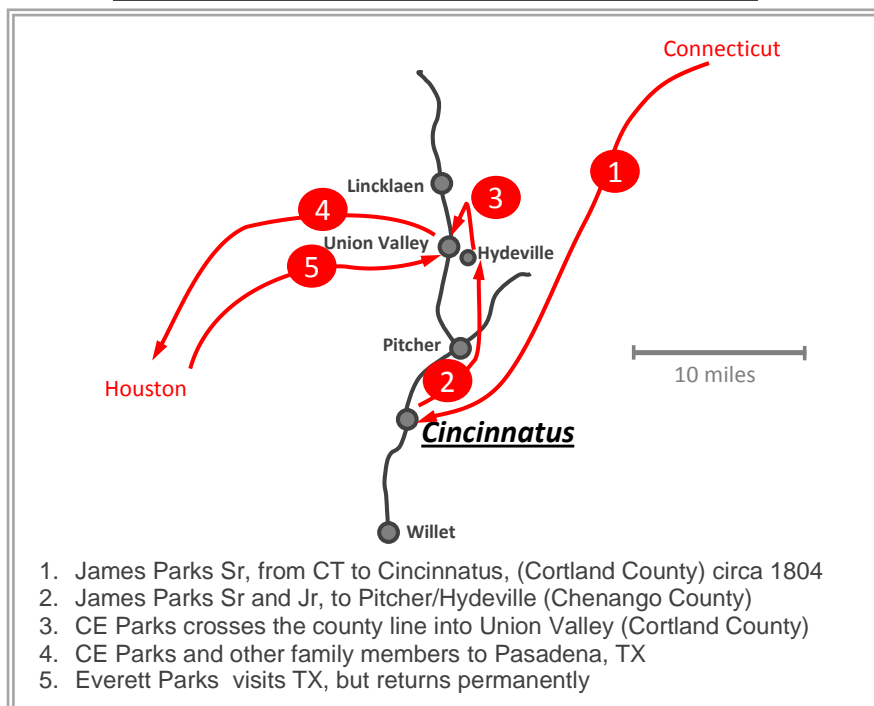 Connecticut
1
Lincklaen
3
4
Union Valley
Hydeville
5
Pitcher
10 miles
Houston
2
Cincinnatus
Willet
1. James Parks Sr, from CT to Cincinnatus, (Cortland County) circa 1804
2. James Parks Sr and Jr, to Pitcher/Hydeville (Chenango County)
3. CE Parks crosses the county line into Union Valley (Cortland County)
4. CE Parks and other family members to Pasadena, TX
5. Everett Parks  visits TX, but returns permanently